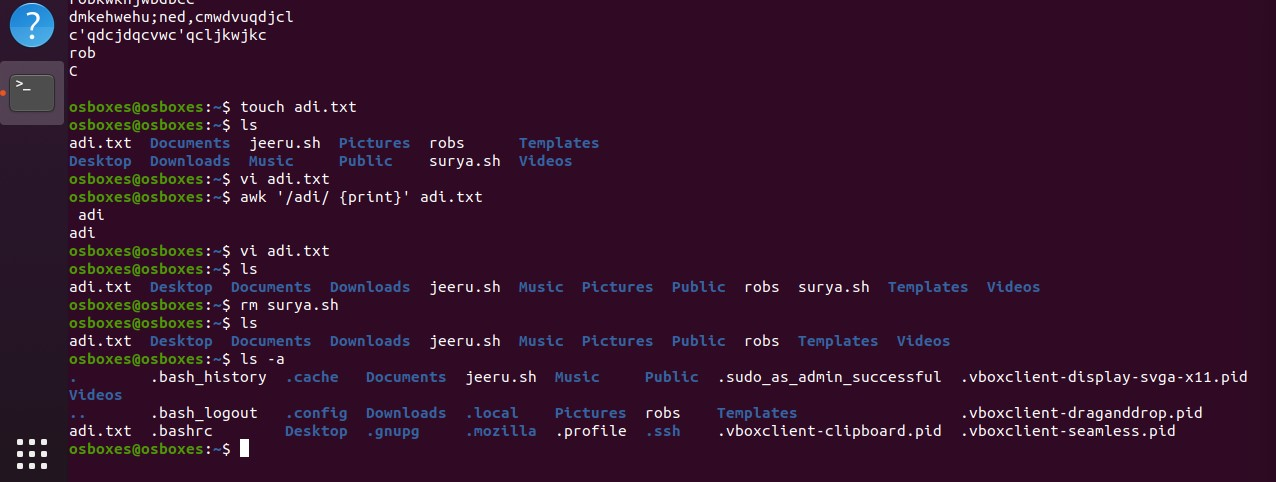 dmkehwehu;ned,cmwdvuqdjcl
c'qdcjdqcvwc'qcljkwjkc
rob
C
osboxes@osboxes:~$ touch adi.txt
osboxes@osboxes:~$ ls
adi.txt  Documents  jeeru.sh  Pictures  robs      Templates
Desktop  Downloads  Music     Public    surya.sh  Videos
osboxes@osboxes:~$ vi adi.txt
osboxes@osboxes:~$ awk '/adi/ {print}' adi.txt
 adi
adi
osboxes@osboxes:~$ vi adi.txt
osboxes@osboxes:~$ ls
adi.txt  Desktop  Documents  Downloads  jeeru.sh  Music  Pictures  Public  robs  surya.sh  Templates  Videos
osboxes@osboxes:~$ rm surya.sh
osboxes@osboxes:~$ ls
adi.txt  Desktop  Documents  Downloads  jeeru.sh  Music  Pictures  Public  robs  Templates  Videos
osboxes@osboxes:~$ ls -a
.        .bash_history  .cache   Documents  jeeru.sh  Music     Public  .sudo_as_admin_successful  .vboxclient-display-svga-x11.pid
Videos
..       .bash_logout   .config  Downloads  .local    Pictures  robs    Templates                  .vboxclient-draganddrop.pid
adi.txt  .bashrc        Desktop  .gnupg     .mozilla  .profile  .ssh    .vboxclient-clipboard.pid  .vboxclient-seamless.pid
osboxes@osboxes:~$